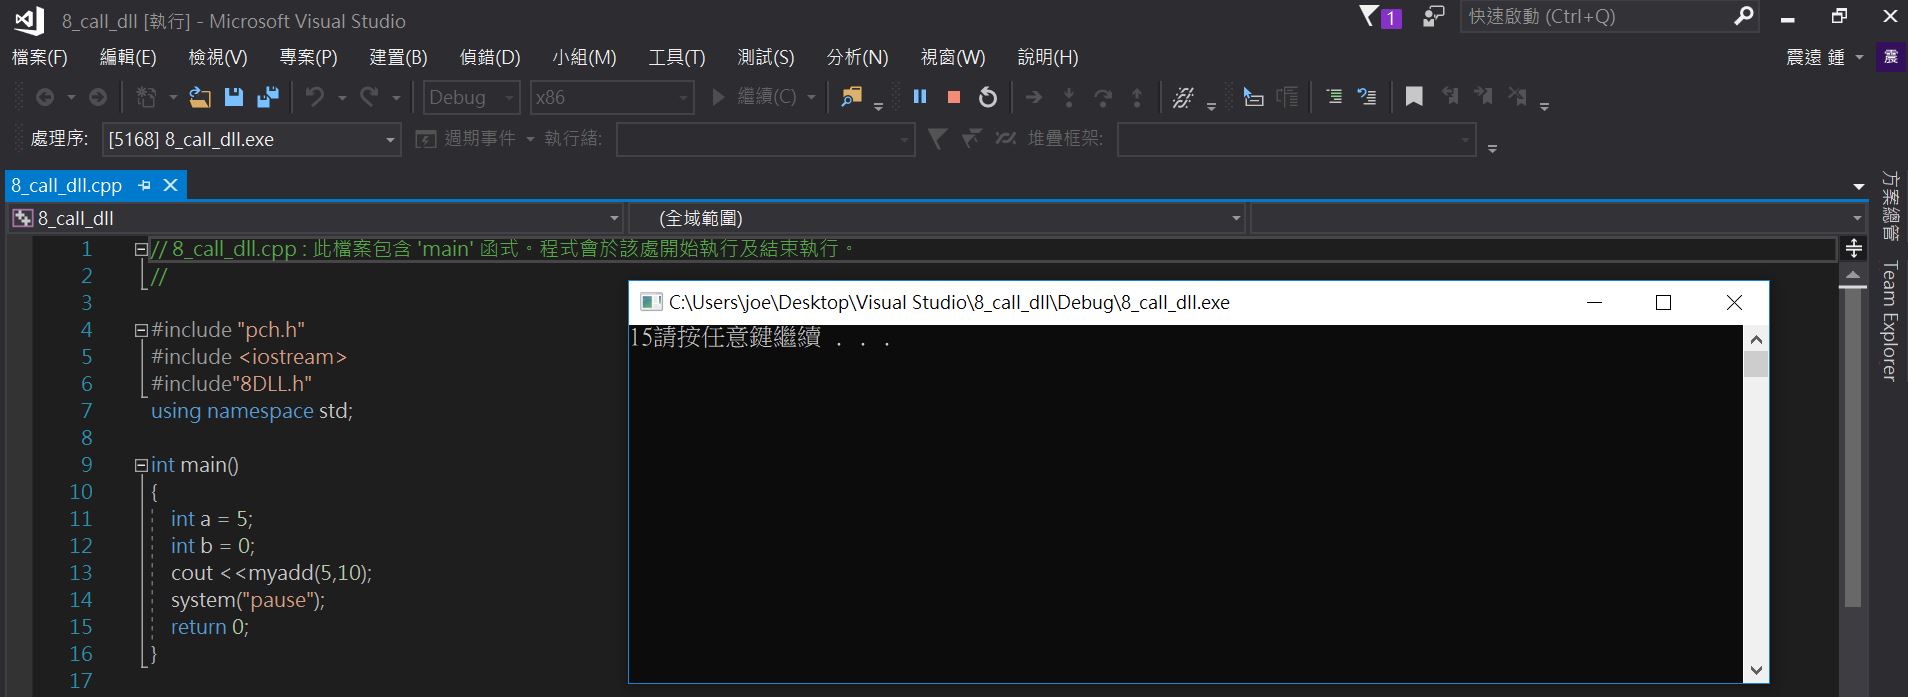 8_call_dll [執行] - Microsoft Visual Studio
1
快速啟動 (Ctrl+Q)
檔案(F) 編輯(E) 檢視(V) 專案(P) 建置(B) 偵錯(D) 小組(M) 工具(T) 測試(S) 分析(N) 視窗(W) 說明(H)
震遠 鍾
震
Debug x86 繼續(C)
處理序: [5168] 8_call_dll.exe 週期事件 執行緒: 堆疊框架:
8_call_dll.cpp
8_call_dll (全域範圍)
1 // 8_call_dll.cpp : 此檔案包含 'main' 函式。程式會於該處開始執行及結束執行。
2 //
3
4 #include "pch.h"
5 #include <iostream>
6 #include"8DLL.h"
7 using namespace std;
8
9 int main()
10 {
11 int a = 5;
12 int b = 0;
13 cout <<myadd(5,10);
14 system("pause");
15 return 0;
16 }
17
C:\Users\joe\Desktop\Visual Studio\8_call_dll\Debug\8_call_dll.exe
15請按任意鍵繼續 . . .
方案總管
Team Explorer